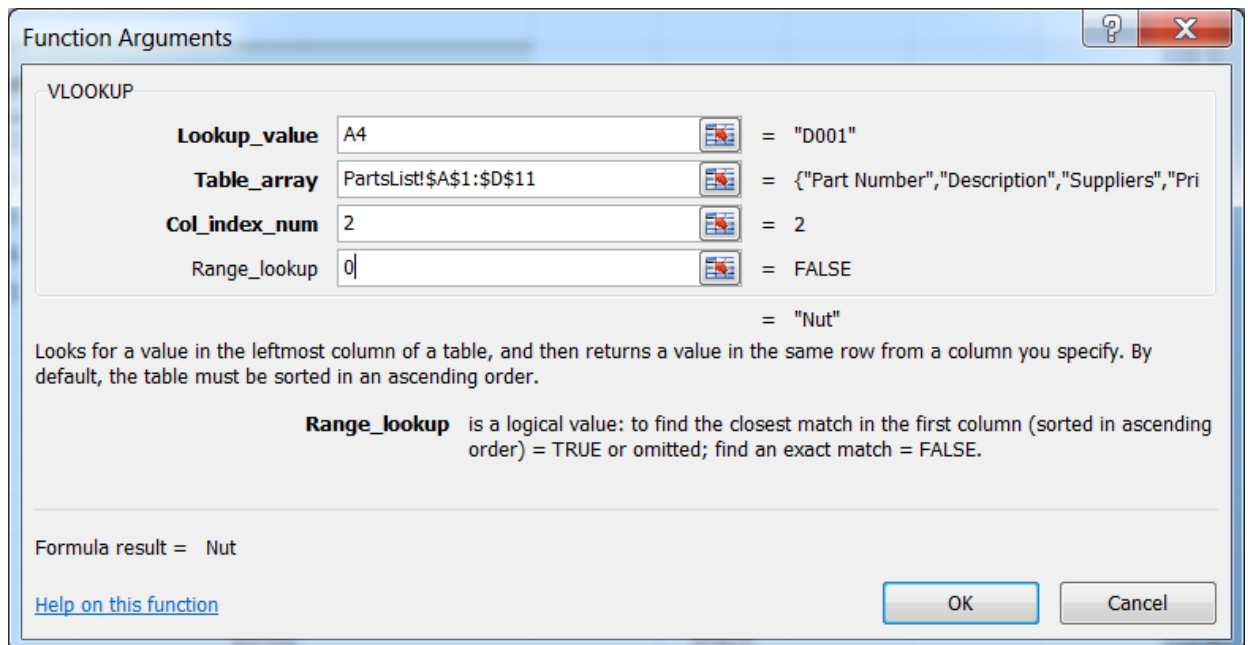 Function Arguments
VLOOKUP
Lookup_value A4 = "D001"
Table_array PartsList!$A$1:$D$11 = {"Part Number","Description","Suppliers","Pri
Col_index_num 2 = 2
Range_lookup 0 = FALSE
= "Nut"
Looks for a value in the leftmost column of a table, and then returns a value in the same row from a column you specify. By
default, the table must be sorted in an ascending order.
Range_lookup is a logical value: to find the closest match in the first column (sorted in ascending
order) = TRUE or omitted; find an exact match = FALSE.
Formula result = Nut
Help on this function
OK Cancel